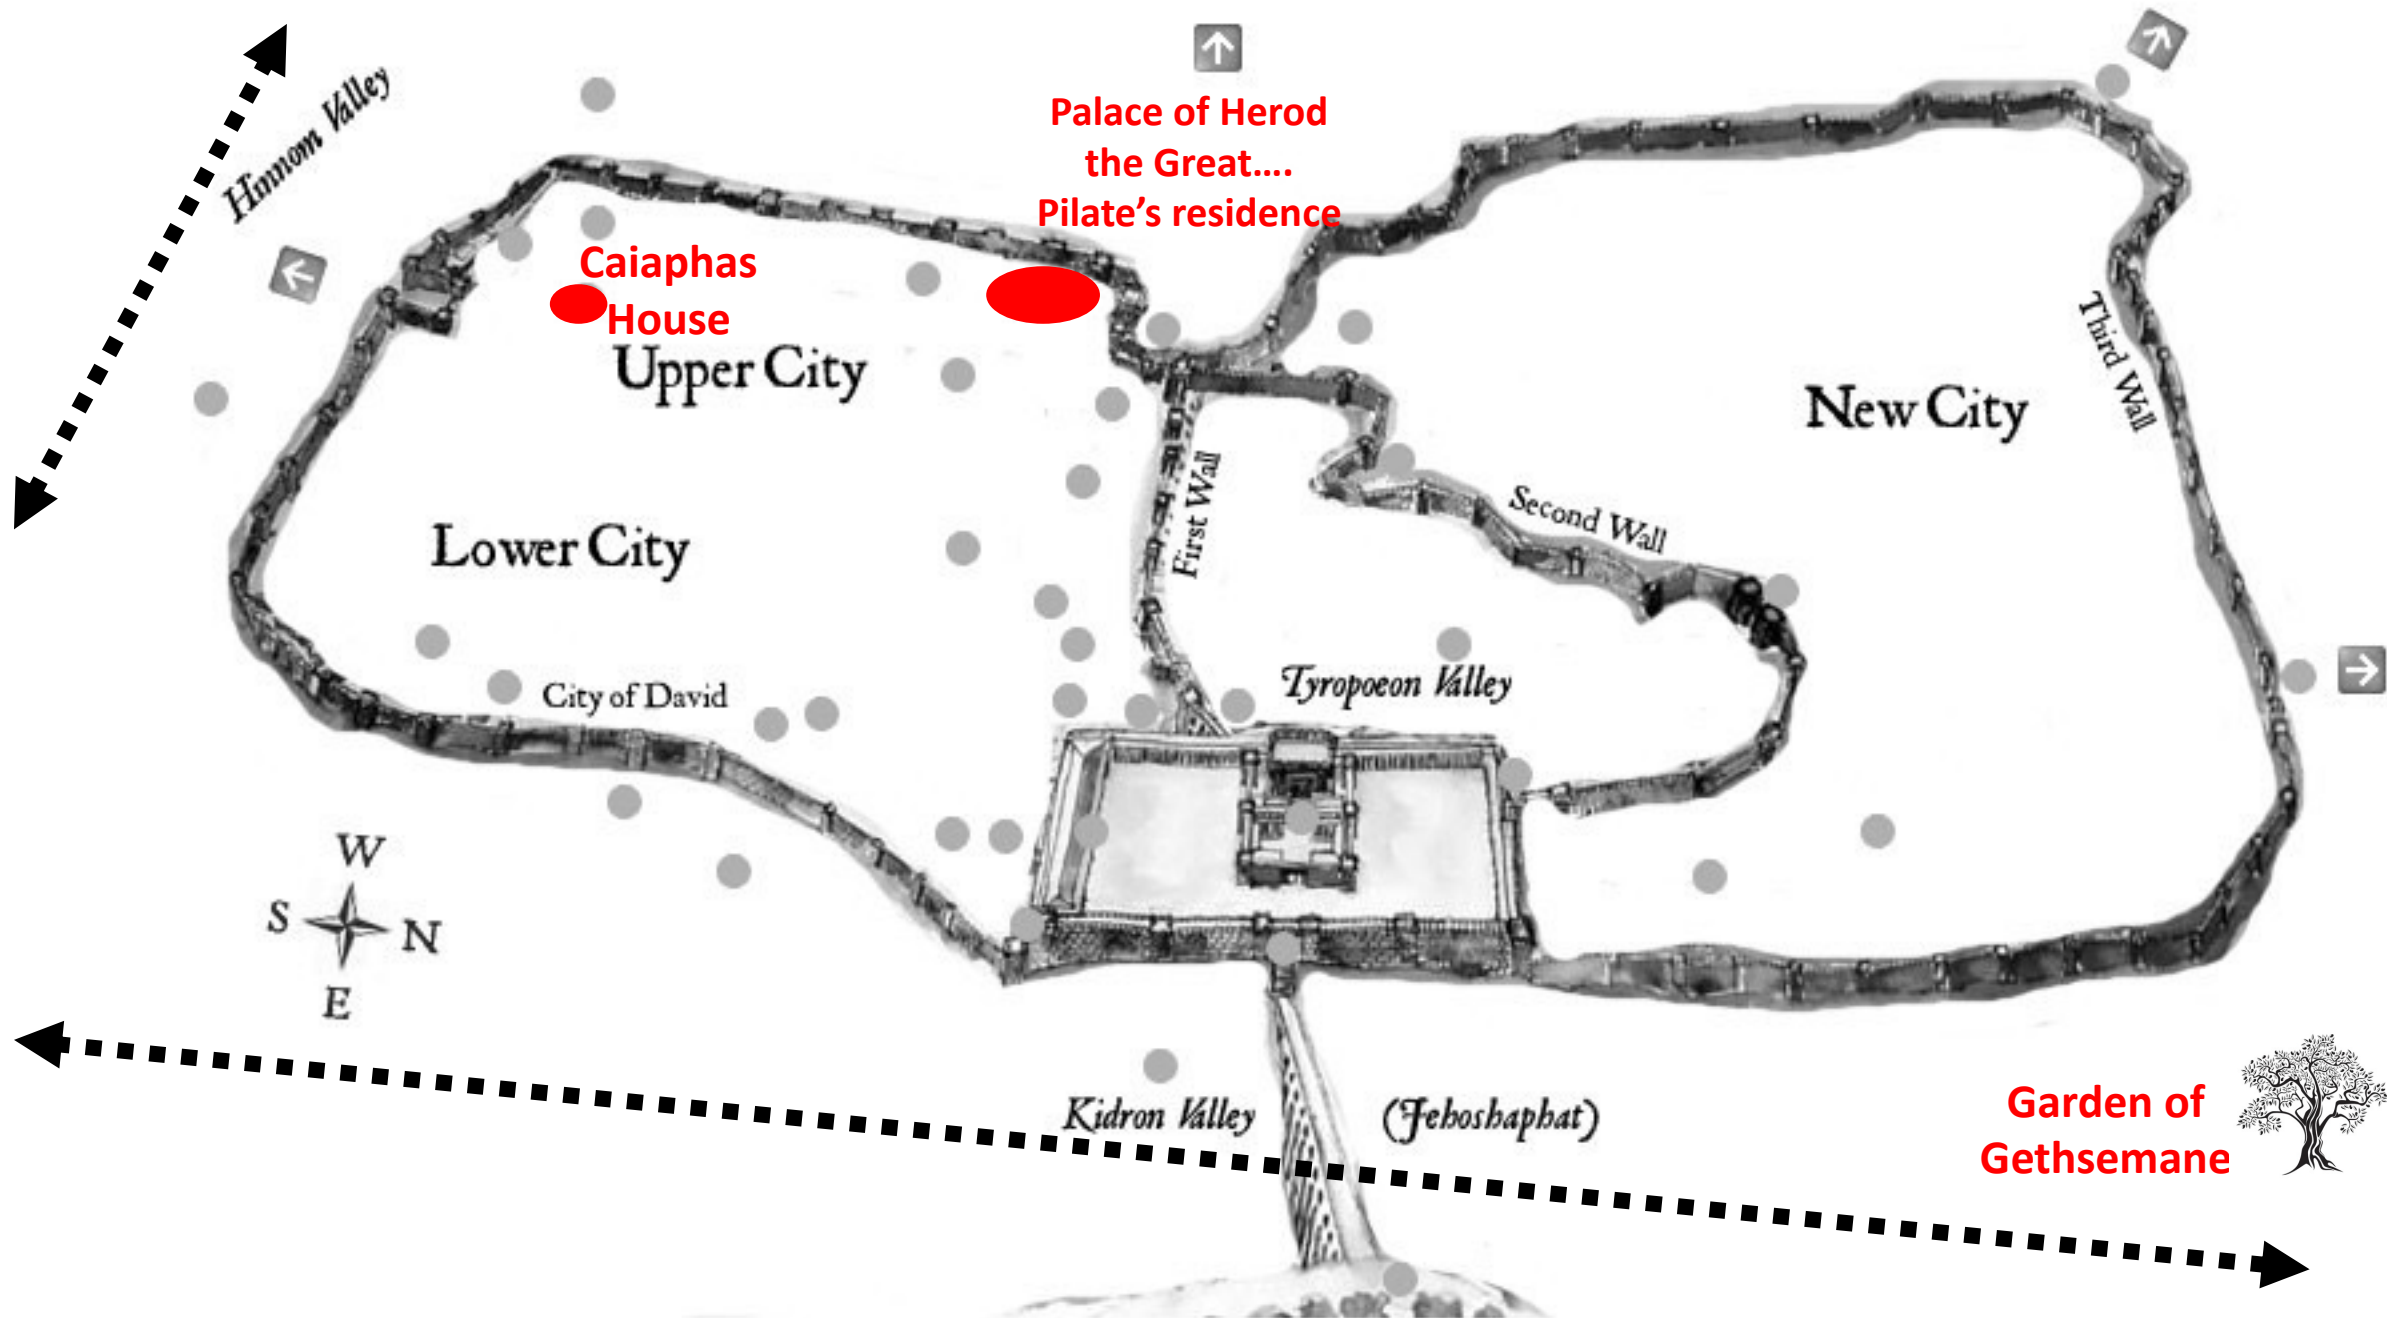 Hinnom Valley
Palace of Herod
the Great....
Pilate's residence
Caiaphas
House
Upper City
New City
Third Wall
First Wall
Second Wall
Lower City
City of David
Tyropoeon Valley
W
S
N
E
Kidron Valley
(Jehoshaphat)
Garden of
Gethsemane